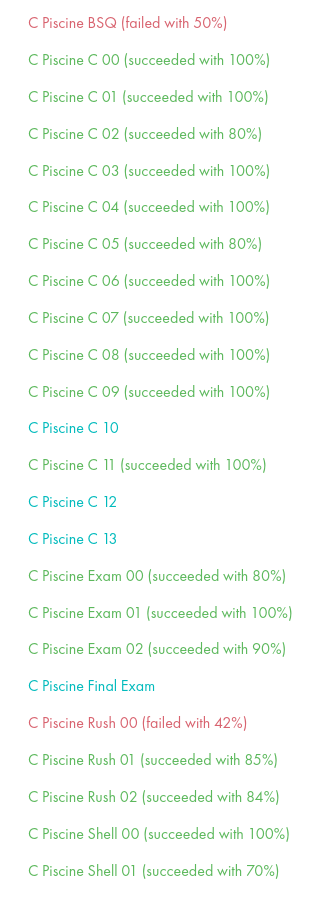 C Piscine BSQ (failed with 50%)
C Piscine C 00 (succeeded with 100%)
C Piscine C 01 (succeeded with 100%)
C Piscine C 02 (succeeded with 80%)
C Piscine C 03 (succeeded with 100%)
C Piscine C 04 (succeeded with 100%)
C Piscine C 05 (succeeded with 80%)
C Piscine C 06 (succeeded with 100%)
C Piscine C 07 (succeeded with 100%)
C Piscine C 08 (succeeded with 100%)
C Piscine C 09 (succeeded with 100%)
C Piscine C 10
C Piscine C 11 (succeeded with 100%)
C Piscine C 12
C Piscine C 13
C Piscine Exam 00 (succeeded with 80%)
C Piscine Exam 01 (succeeded with 100%)
C Piscine Exam 02 (succeeded with 90%)
C Piscine Final Exam
C Piscine Rush 00 (failed with 42%)
C Piscine Rush 01 (succeeded with 85%)
C Piscine Rush 02 (succeeded with 84%)
C Piscine Shell 00 (succeeded with 100%)
C Piscine Shell 01 (succeeded with 70%)